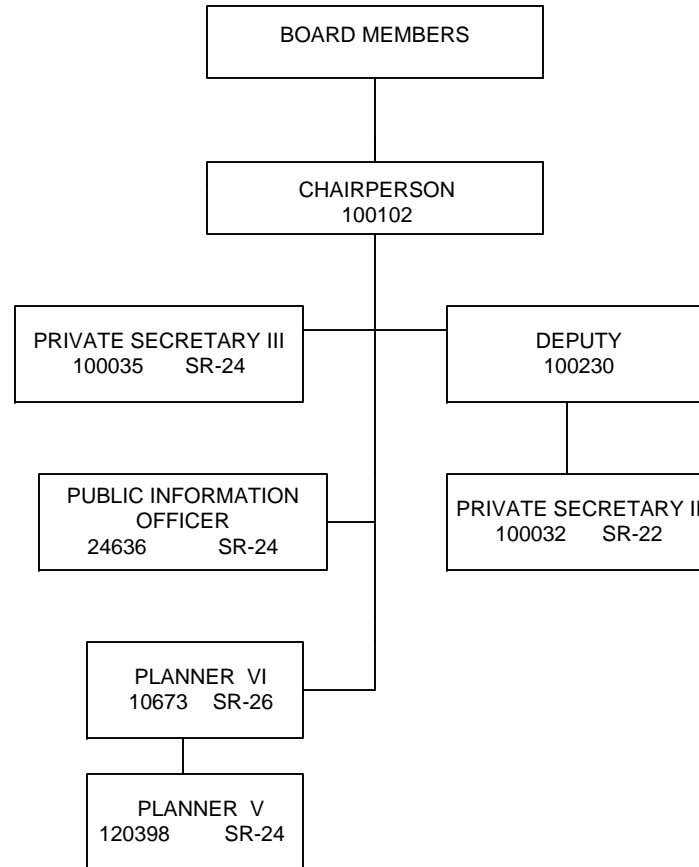 BOARD MEMBERS
CHAIRPERSON
100102
PRIVATE SECRETARY III
100035 SR-24
DEPUTY
100230
PUBLIC INFORMATION
OFFICER
24636 SR-24
PRIVATE SECRETARY II
100032 SR-22
PLANNER VI
10673 SR-26
PLANNER V
120398 SR-24